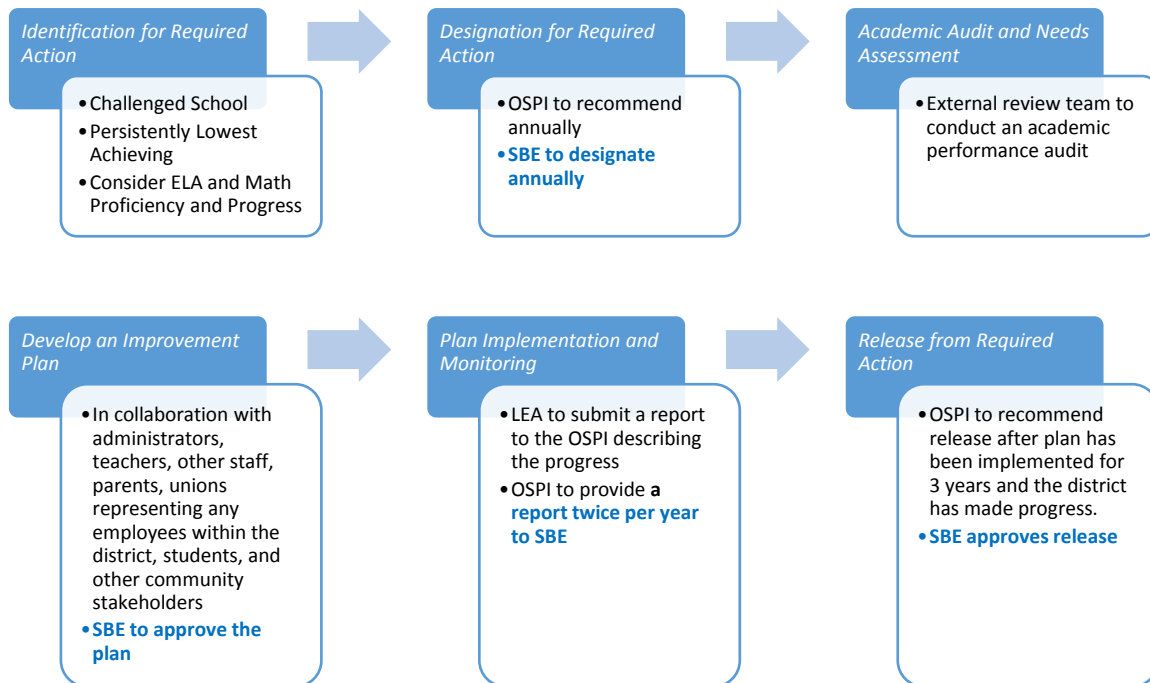 Identification for Required
Action
• Challenged School
• Persistently Lowest
Achieving
• Consider ELA and Math
Proficiency and Progress
Designation for Required
Action
• OSPI to recommend
annually
• SBE to designate
annually
Academic Audit and Needs
Assessment
• External review team to
conduct an academic
performance audit
Develop an Improvement
Plan
• In collaboration with
administrators,
teachers, other staff,
parents, unions
representing any
employees within the
district, students, and
other community
stakeholders
• SBE to approve the
plan
Plan Implementation and
Monitoring
• LEA to submit a report
to the OSPI describing
the progress
• OSPI to provide a
report twice per year
to SBE
Release from Required
Action
• OSPI to recommend
release after plan has
been implemented for
3 years and the district
has made progress.
• SBE approves release